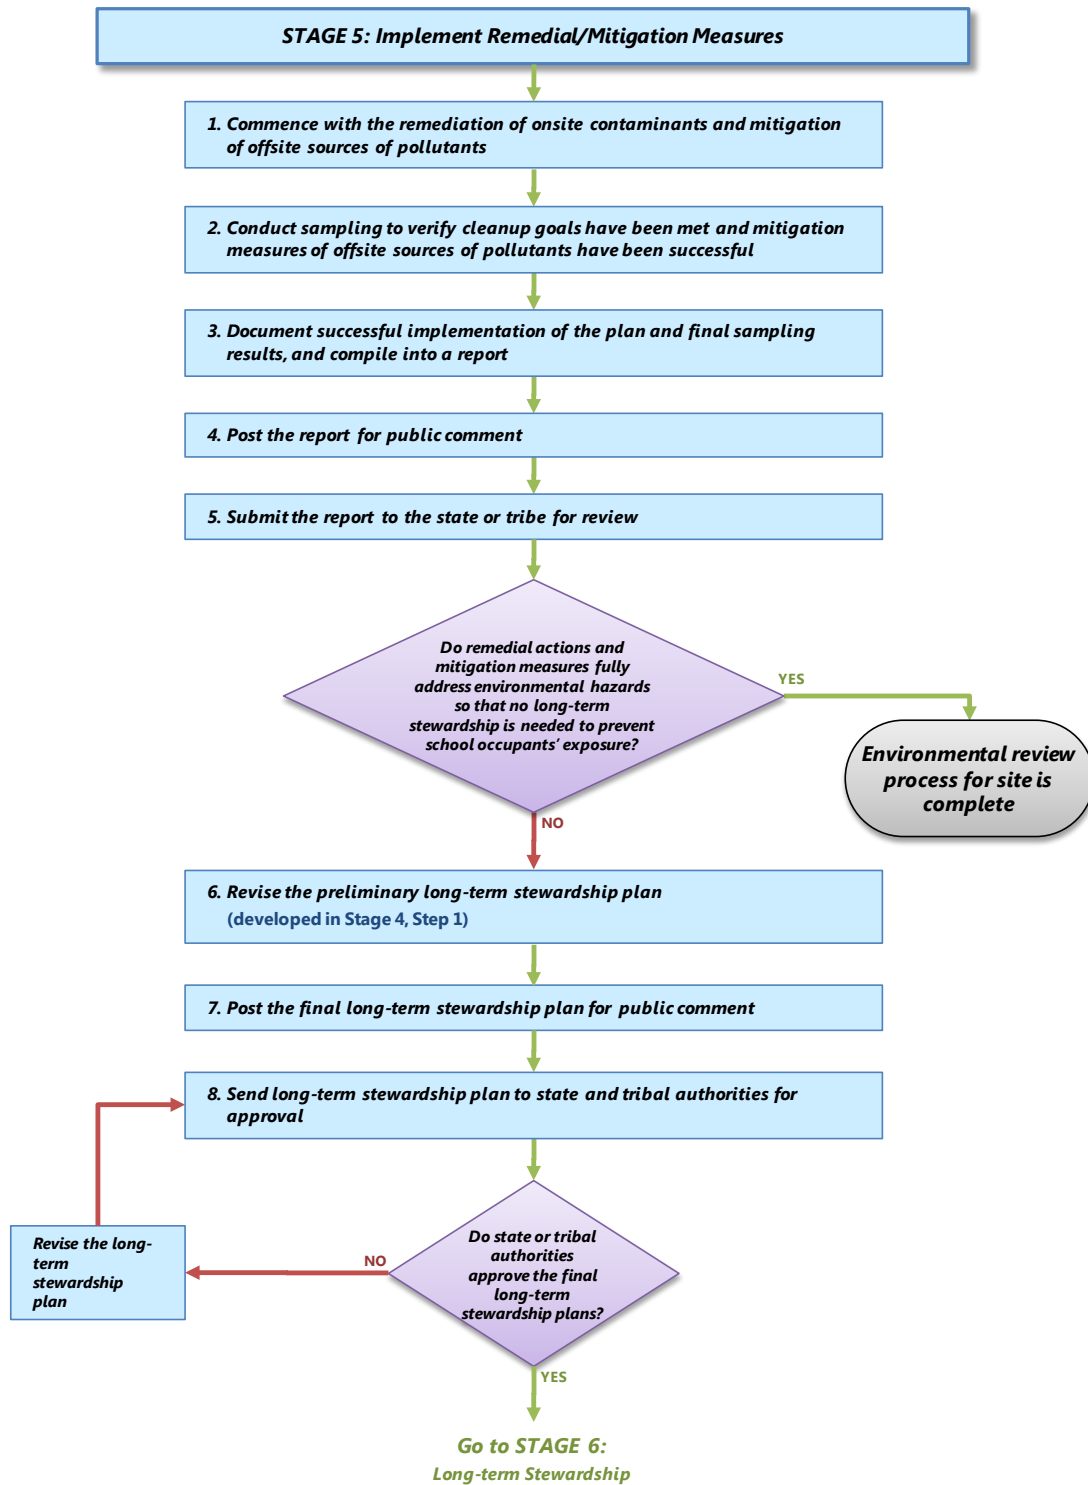 STAGE 5: Implement Remedial/Mitigation Measures
1. Commence with the remediation of onsite contaminants and mitigation
of offsite sources of pollutants
2. Conduct sampling to verify cleanup goals have been met and mitigation
measures of offsite sources of pollutants have been successful
3. Document successful implementation of the plan and final sampling
results, and compile into a report
4. Post the report for public comment
5. Submit the report to the state or tribe for review
Do remedial actions and
mitigation measures fully
address environmental hazards
so that no long-term
stewardship is needed to prevent
school occupants' exposure?
YES
Environmental review
process for site is
complete
NO
6. Revise the preliminary long-term stewardship plan
(developed in Stage 4, Step 1)
7. Post the final long-term stewardship plan for public comment
8. Send long-term stewardship plan to state and tribal authorities for
approval
Do state or tribal
authorities
approve the final
long-term
stewardship plans?
NO
Revise the long-
term
stewardship
plan
YES
Go to STAGE 6:
Long-term Stewardship